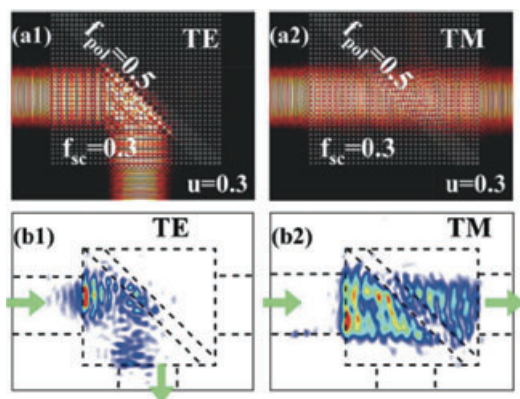 (a1) TE
f_pol=0.5
f_sc=0.3
u=0.3
(a2) TM
f_pol=0.5
f_sc=0.3
u=0.3
(b1) TE
(b2) TM